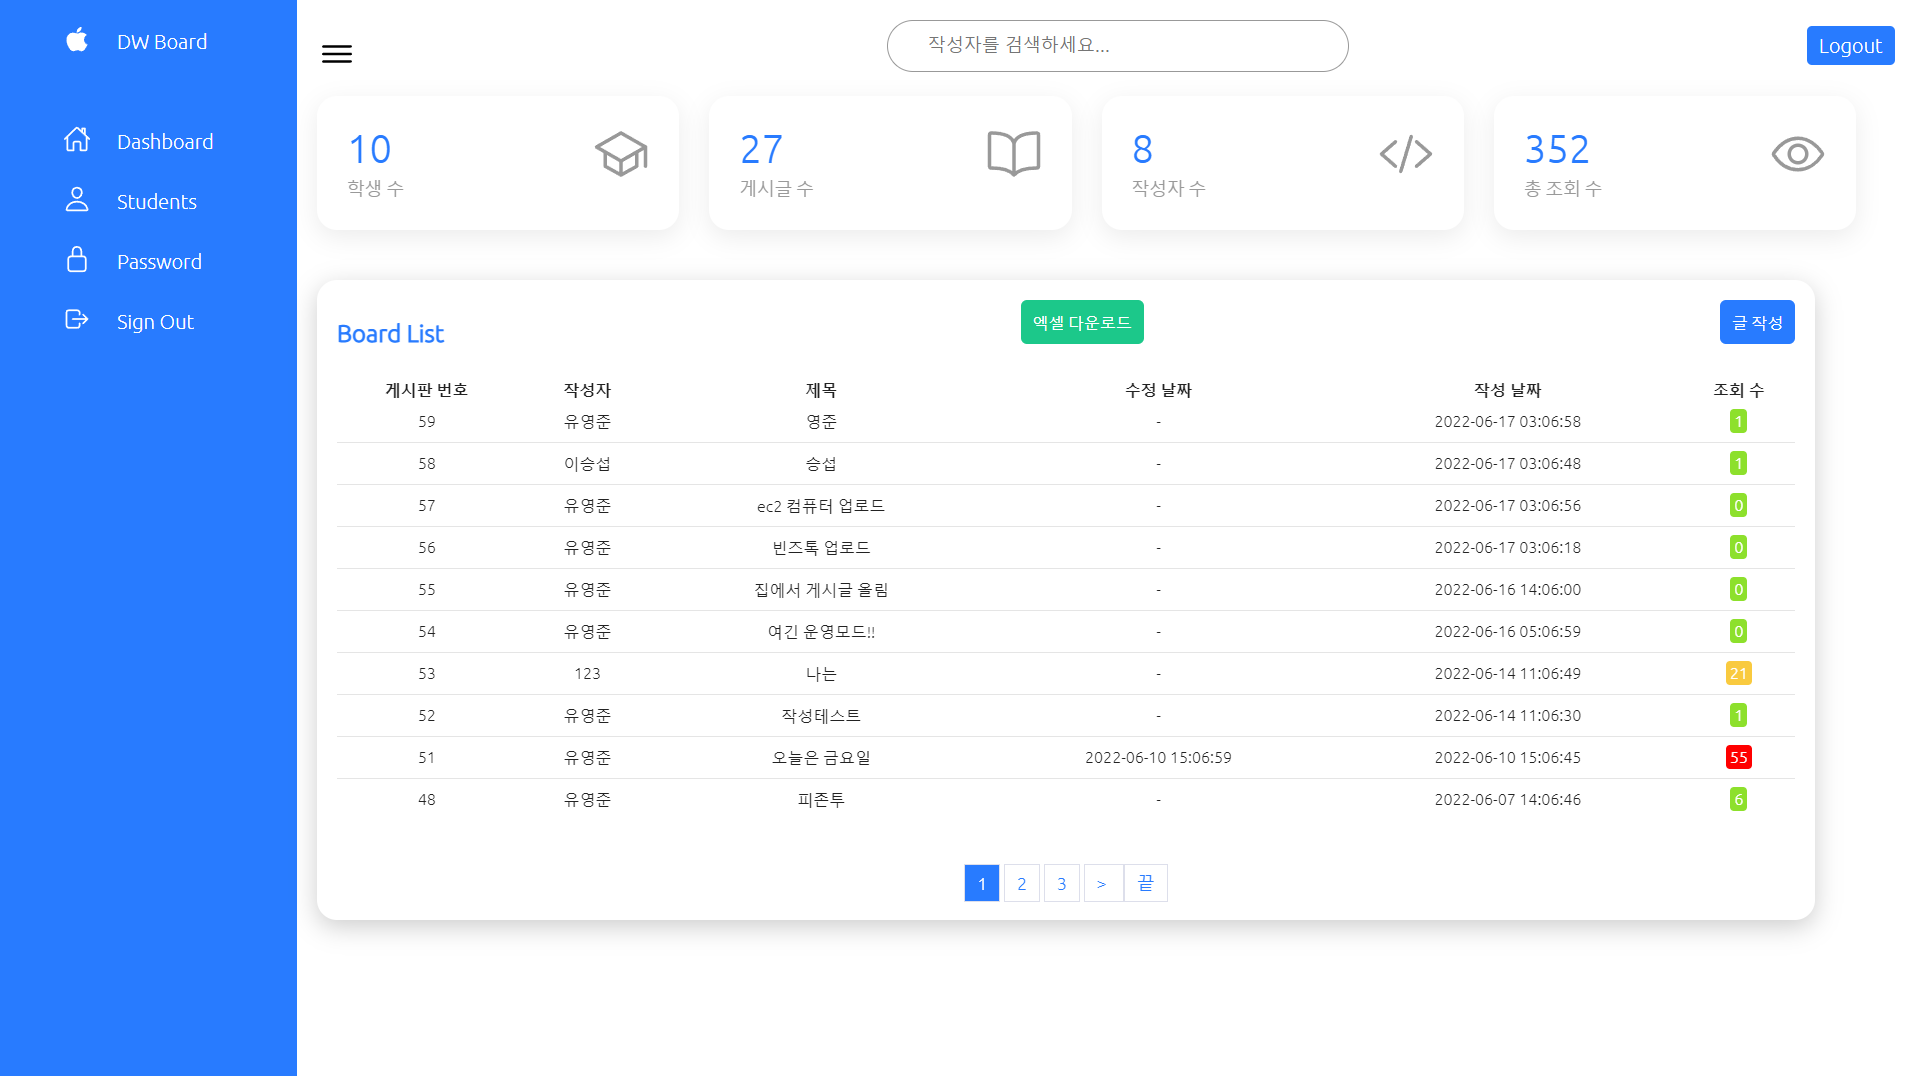 DW Board
Dashboard
Students
Password
Sign Out
작성자를 검색하세요...
Logout
10
학생 수
27
게시글 수
8
작성자 수
352
총 조회 수
Board List
엑셀 다운로드
글 작성
게시판 번호 작성자 제목 수정 날짜 작성 날짜 조회 수
59 유영준 영준 - 2022-06-17 03:06:58 1
58 이승섭 승섭 - 2022-06-17 03:06:48 1
57 유영준 ec2 컴퓨터 업로드 - 2022-06-17 03:06:56 0
56 유영준 빈즈톡 업로드 - 2022-06-17 03:06:18 0
55 유영준 집에서 게시글 올림 - 2022-06-16 14:06:00 0
54 유영준 여긴 운영모드!! - 2022-06-16 05:06:59 0
53 123 나는 - 2022-06-14 11:06:49 21
52 유영준 작성테스트 - 2022-06-14 11:06:30 1
51 유영준 오늘은 금요일 2022-06-10 15:06:59 2022-06-10 15:06:45 55
48 유영준 피존투 - 2022-06-07 14:06:46 6
1 2 3 > 끝